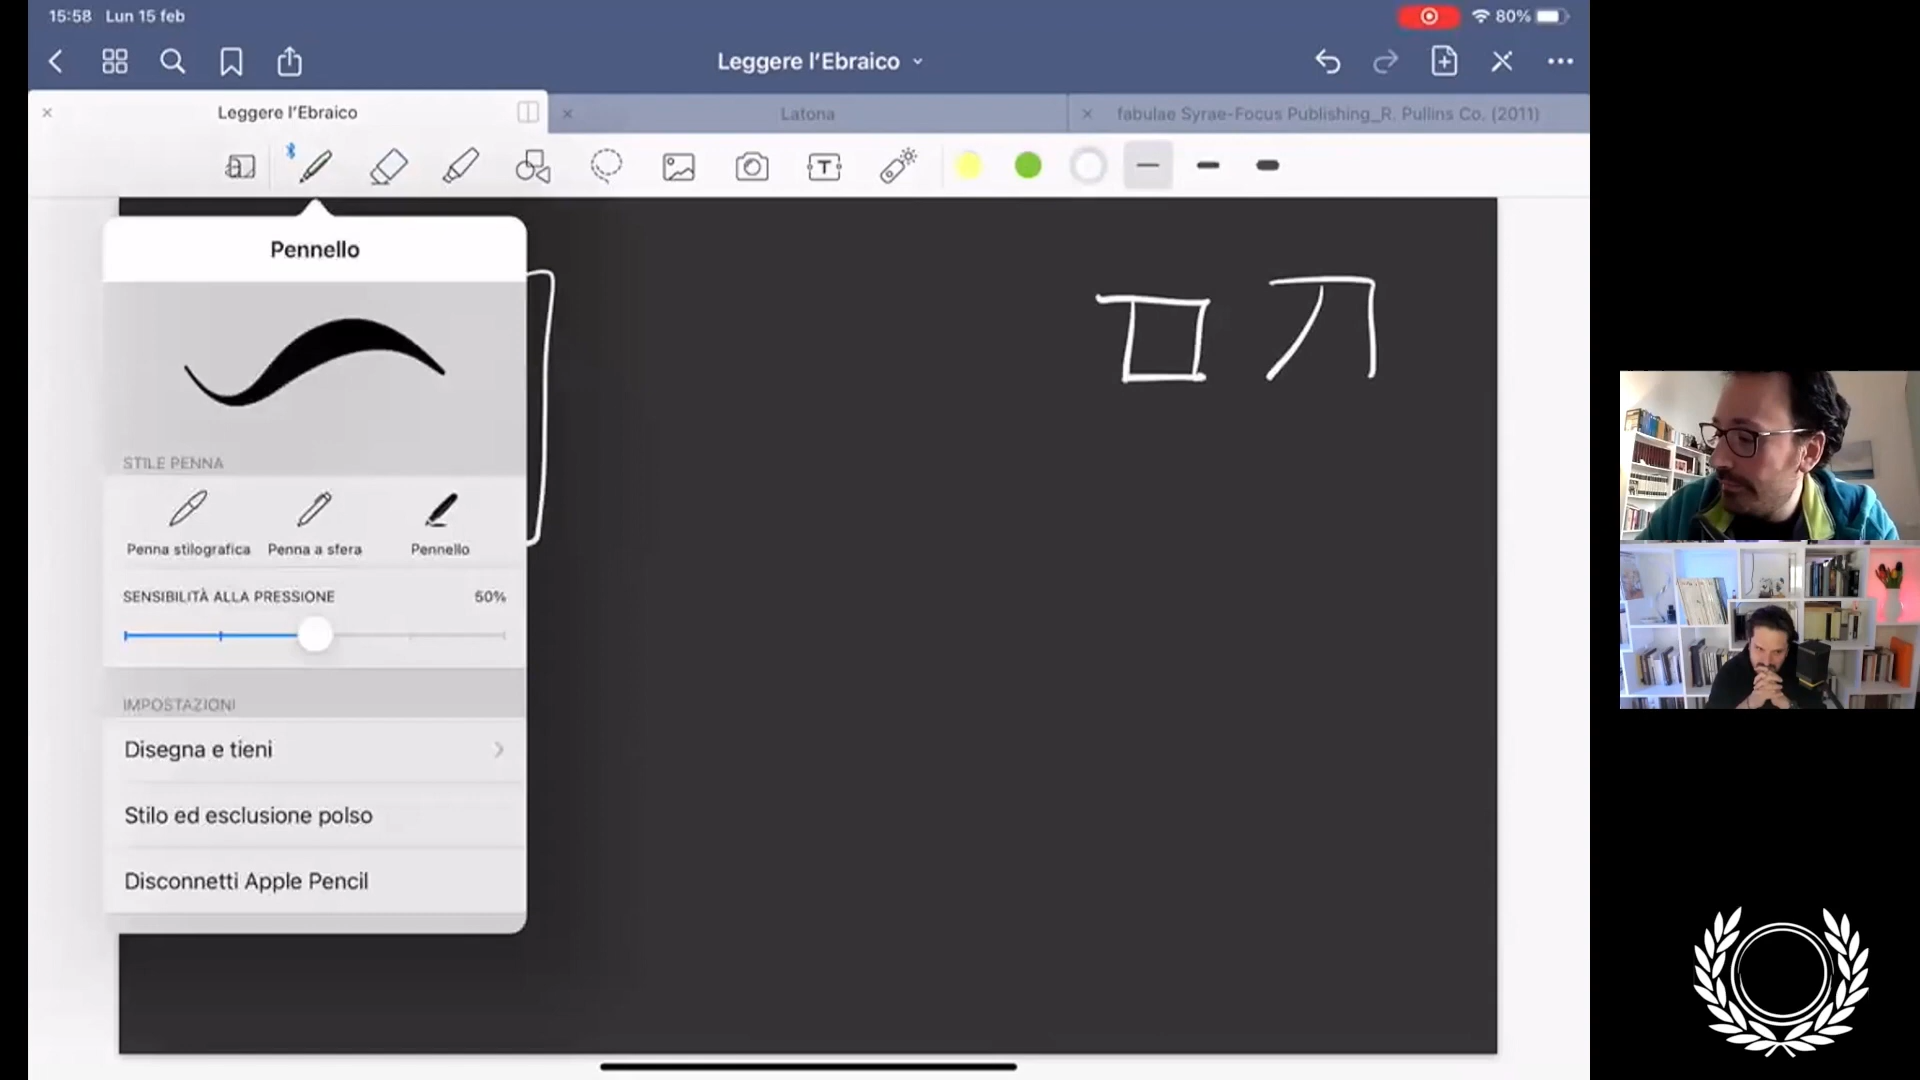 15:58 Lun 15 feb
80%
Leggere l'Ebraico
Leggere l'Ebraico
Latona
fabulae Syrae-Focus Publishing_R. Pullins Co. (2011)
Pennello
STILE PENNA
Penna stilografica
Penna a sfera
Pennello
SENSIBILITÀ ALLA PRESSIONE 50%
IMPOSTAZIONI
Disegna e tieni
Stilo ed esclusione polso
Disconnetti Apple Pencil